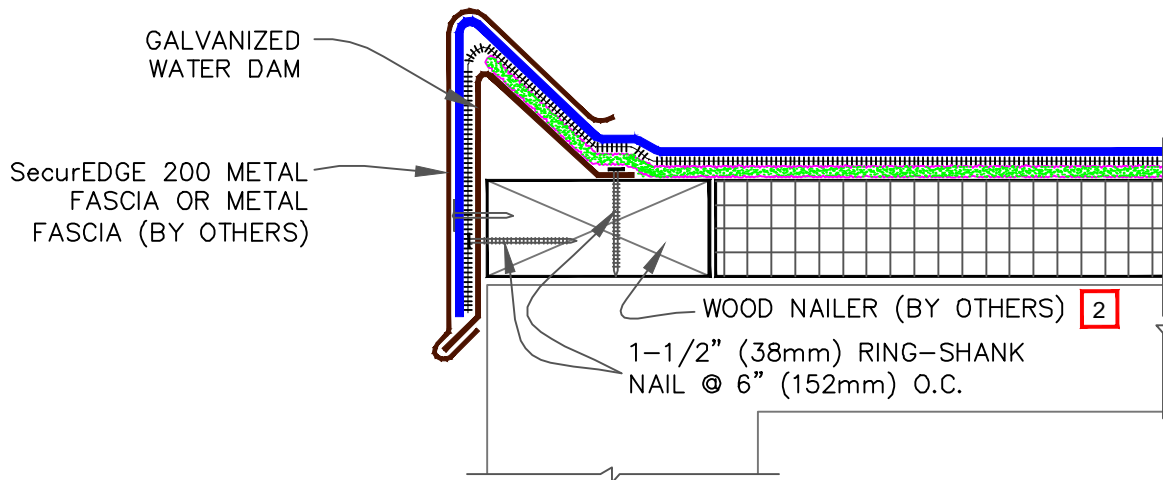 GALVANIZED
WATER DAM
SecurEDGE 200 METAL
FASCIA OR METAL
FASCIA (BY OTHERS)
WOOD NAILER (BY OTHERS) 2
1-1/2" (38mm) RING-SHANK
NAIL @ 6" (152mm) O.C.